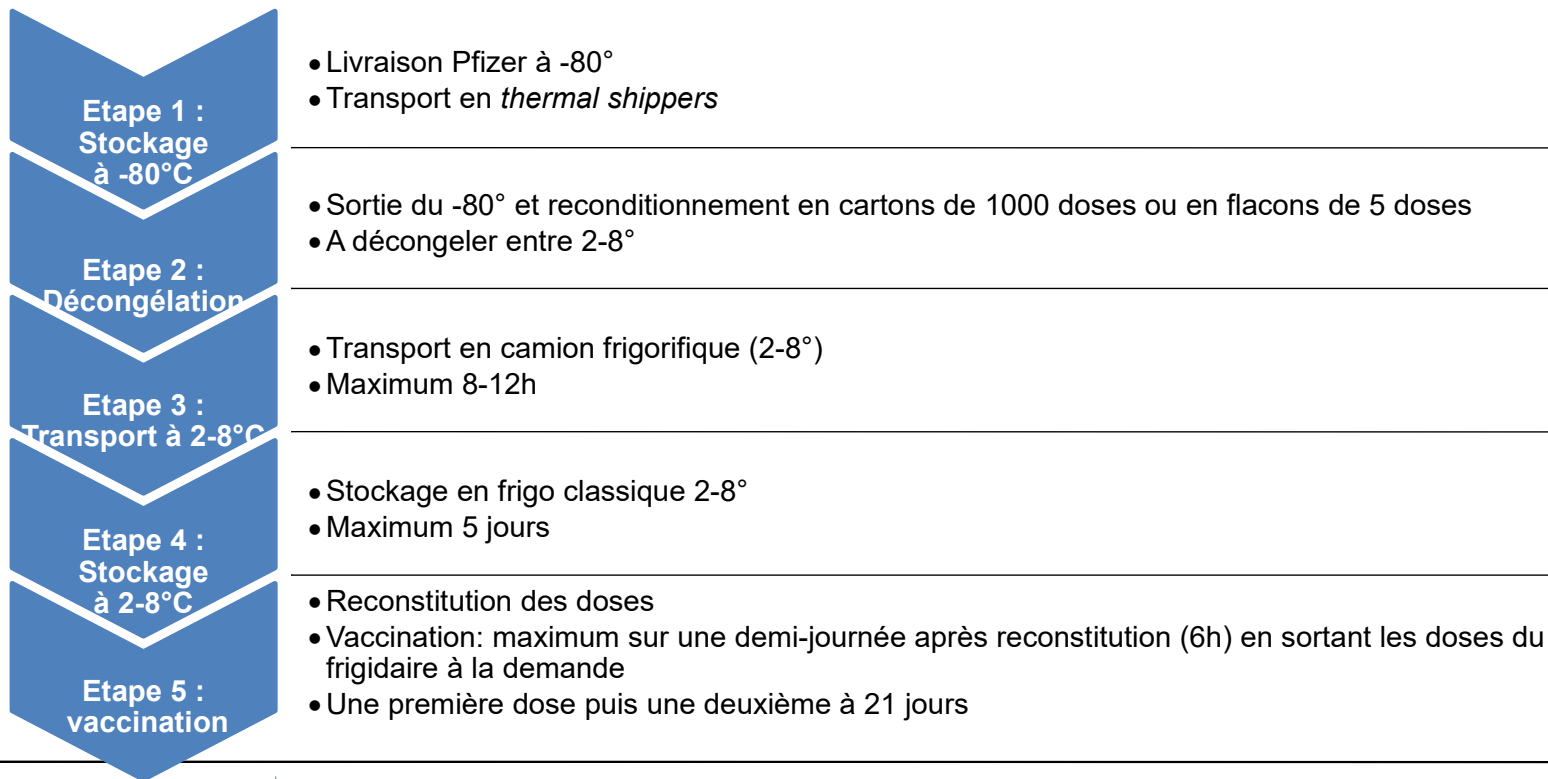 Etape 1 :
Stockage
à -80°C
• Livraison Pfizer à -80°
• Transport en thermal shippers
Etape 2 :
Décongélation
• Sortie du -80° et reconditionnement en cartons de 1000 doses ou en flacons de 5 doses
• A décongeler entre 2-8°
Etape 3 :
Transport à 2-8°C
• Transport en camion frigorifique (2-8°)
• Maximum 8-12h
Etape 4 :
Stockage
à 2-8°C
• Stockage en frigo classique 2-8°
• Maximum 5 jours
Etape 5 :
vaccination
• Reconstitution des doses
• Vaccination: maximum sur une demi-journée après reconstitution (6h) en sortant les doses du
frigidaire à la demande
• Une première dose puis une deuxième à 21 jours